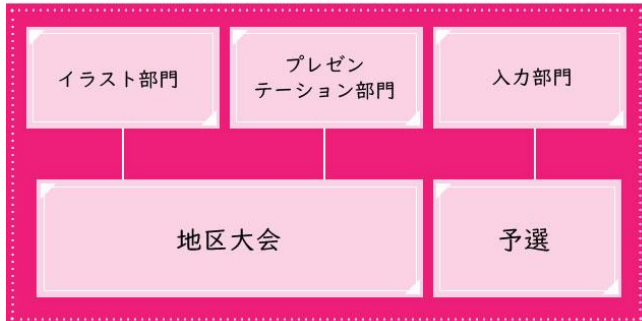 イラスト部門
プレゼン
テーション部門
入力部門
地区大会
予選